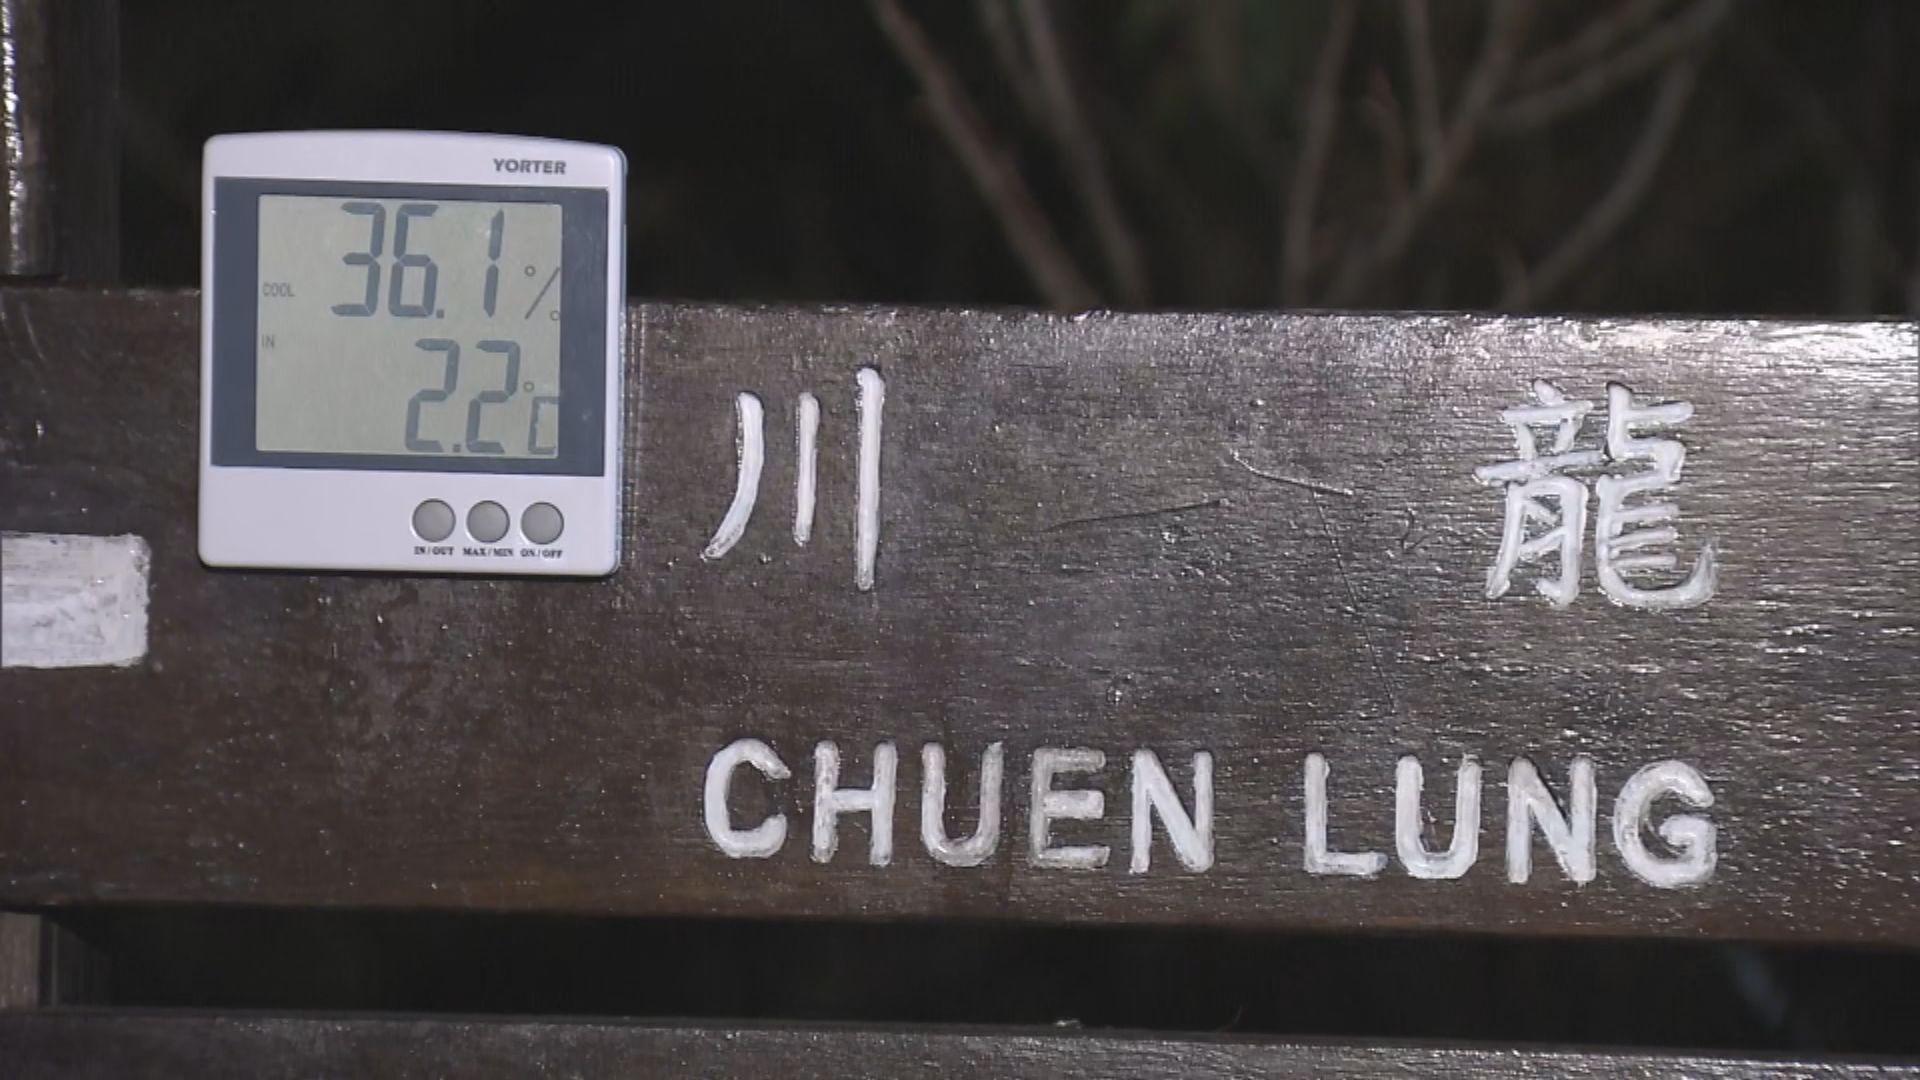 YORTER
36.1%
COOL
IN
2.2°C
IN/OUT MAX/MIN ON/OFF
川龍
CHUEN LUNG